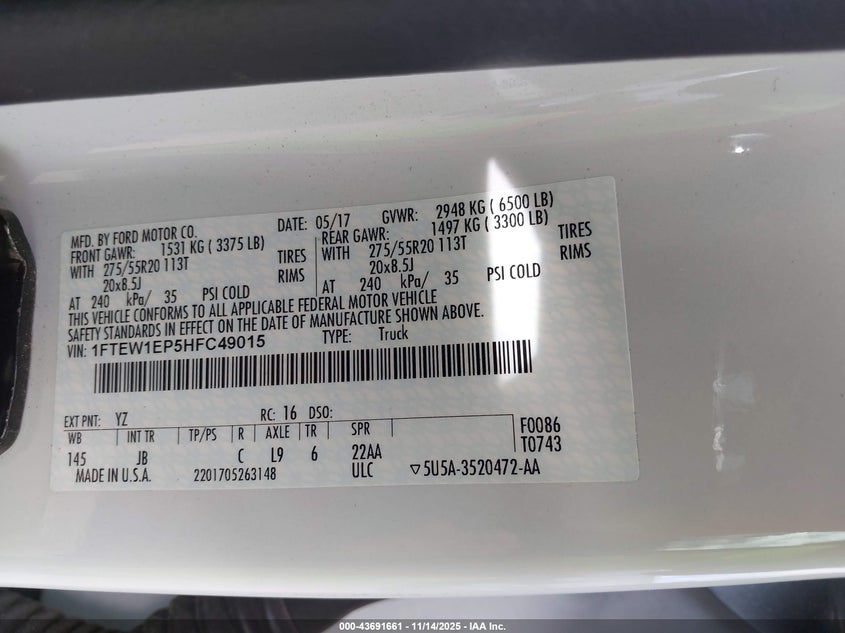 MFD. BY FORD MOTOR CO. DATE: 05/17 GVWR: 2948 KG ( 6500 LB)
FRONT GAWR: 1531 KG ( 3375 LB) REAR GAWR: 1497 KG ( 3300 LB)
WITH 275/55R20 113T TIRES WITH 275/55R20 113T TIRES
20x8.5J RIMS 20x8.5J RIMS
AT 240 kPa/ 35 PSI COLD AT 240 kPa/ 35 PSI COLD
THIS VEHICLE CONFORMS TO ALL APPLICABLE FEDERAL MOTOR VEHICLE
SAFETY STANDARDS IN EFFECT ON THE DATE OF MANUFACTURE SHOWN ABOVE.
VIN: 1FTEW1EP5HFC49015 TYPE: Truck
EXT PNT: YZ RC: 16 DSO: F0086
WB INT TR TP/PS R AXLE TR SPR T0743
145 JB C L9 6 22AA
MADE IN U.S.A. 2201705263148 ULC ▽5U5A-3520472-AA
000-43691661 | 11/14/2025 - IAA Inc.